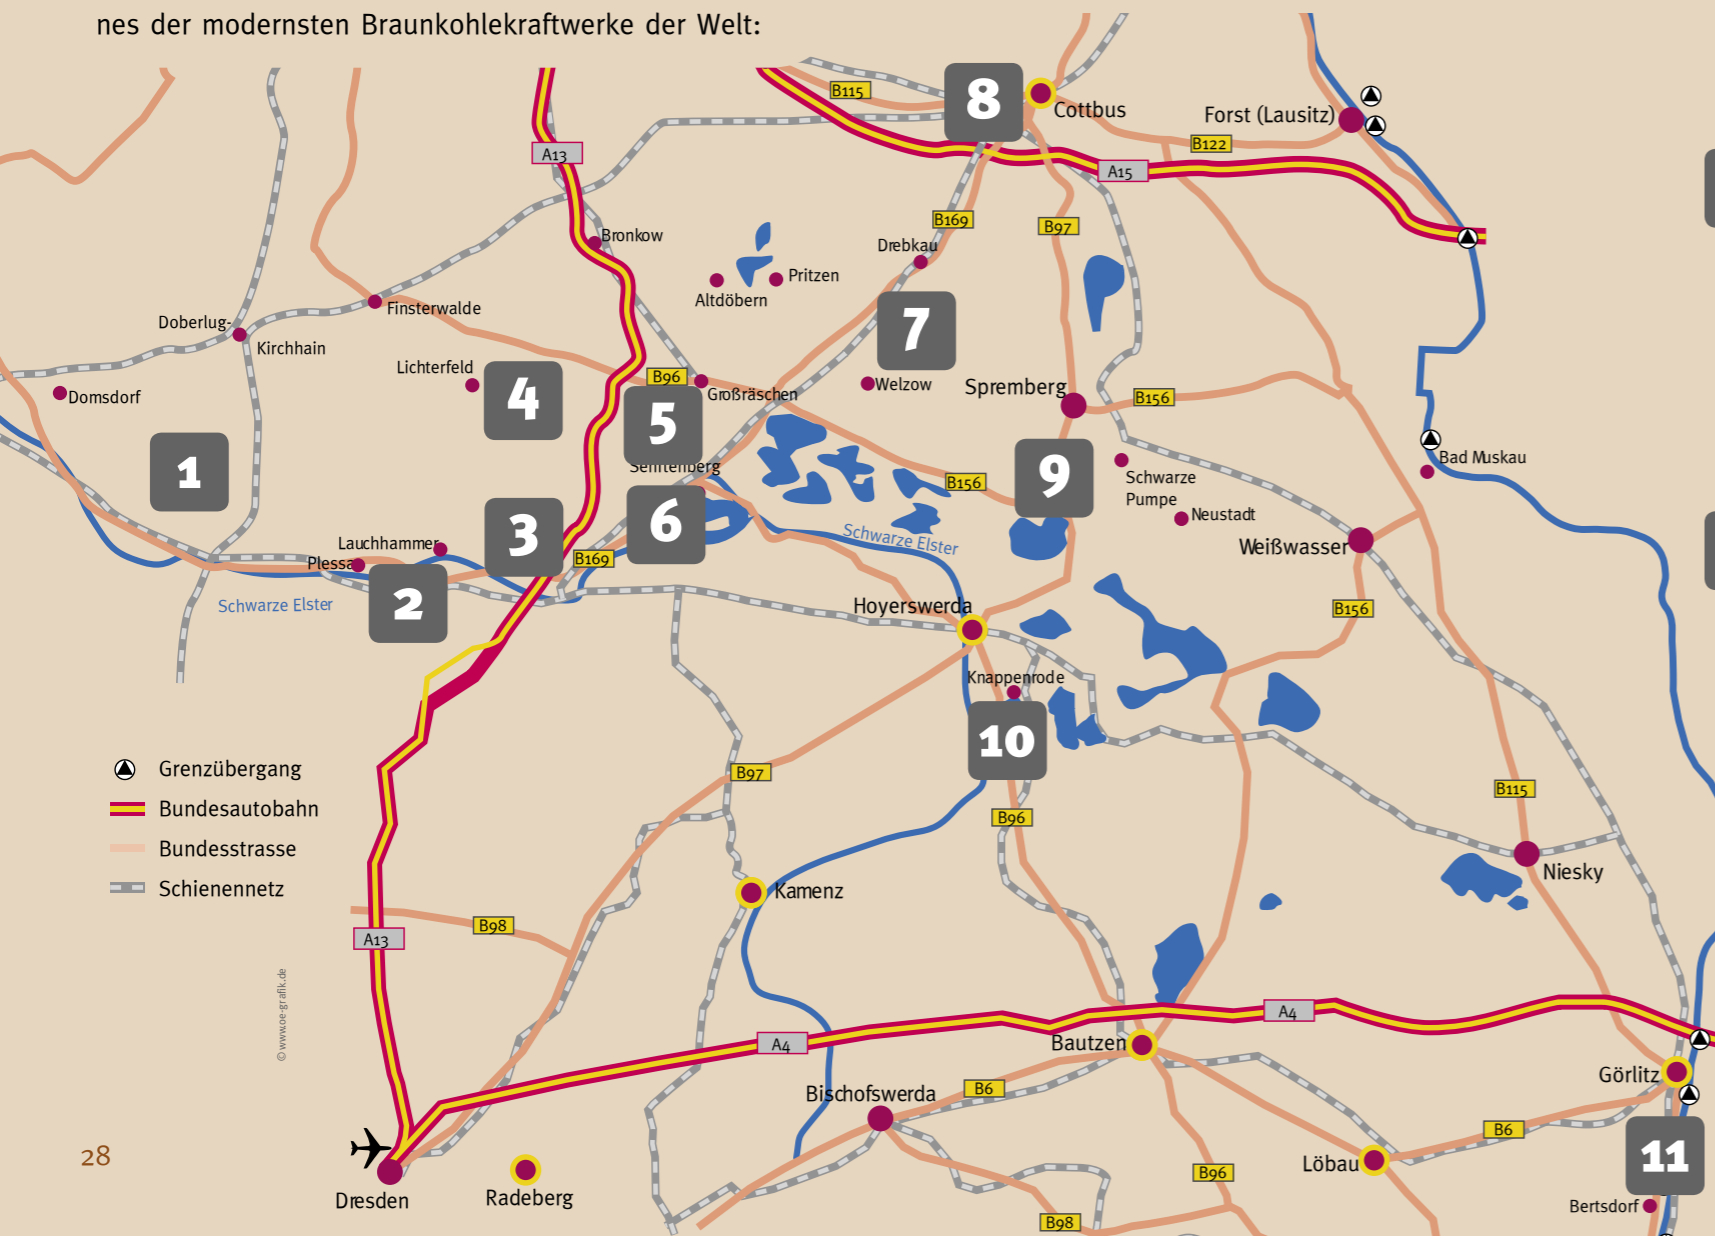 nes der modernsten Braunkohlekraftwerke der Welt:
B115
8
Cottbus
Forst (Lausitz)
B122
A13
A15
B169
B97
Bronkow
Drebkau
Pritzen
Altdöbern
Finsterwalde
Doberlug-
Kirchhain
7
Lichterfeld
B96
Welzow
Spremberg
Großräschen
B156
Domsdorf
4
5
Senftenberg
1
9
Bad Muskau
B156
Schwarze
Pumpe
Neustadt
3
6
Schwarze Elster
Lauchhammer
Plessa
B169
Weißwasser
Schwarze Elster
2
Hoyerswerda
B156
Knappenrode
10
Grenzübergang
Bundesautobahn
Bundesstrasse
Schienennetz
B97
B115
B96
Niesky
Kamenz
B98
A13
© www.oe-grafik.de
A4
A4
Bautzen
Görlitz
B6
Bischofswerda
B6
28
11
Löbau
B96
Dresden
Radeberg
Bertsdorf
B98